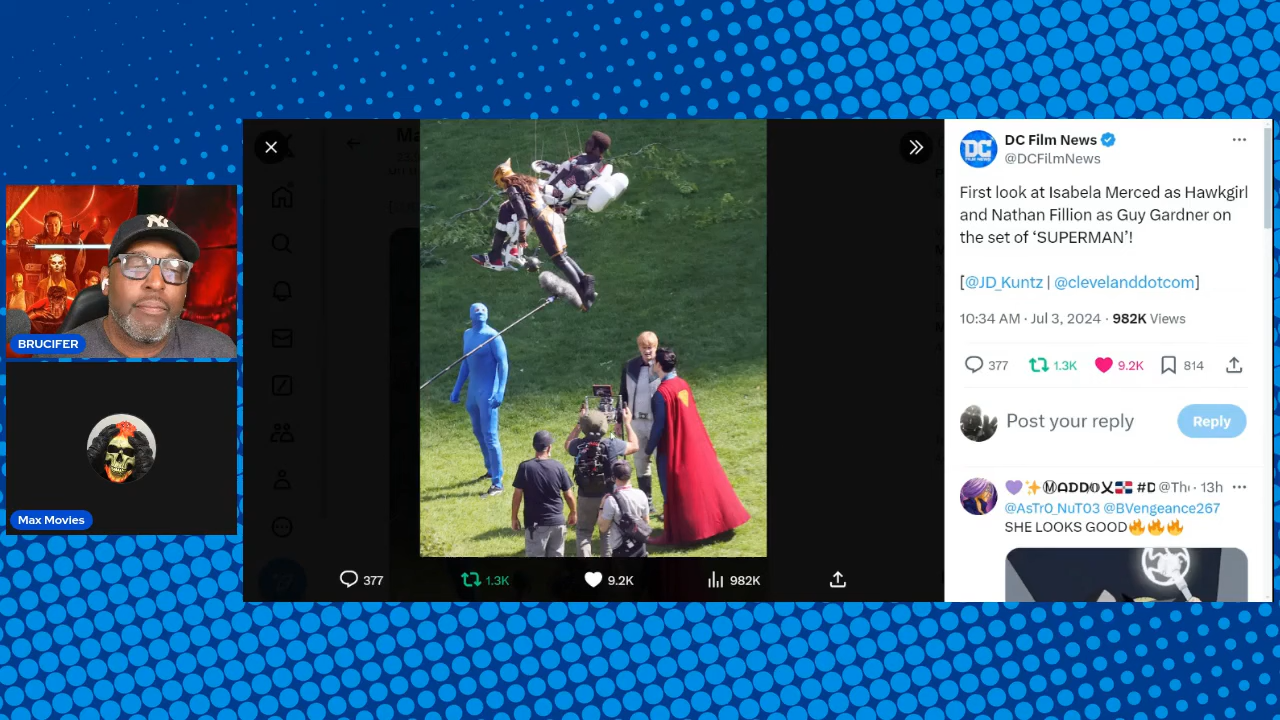 DC Film News
@DCFilmNews
First look at Isabela Merced as Hawkgirl
and Nathan Fillion as Guy Gardner on
the set of ‘SUPERMAN’!
[@JD_Kuntz | @clevelanddotcom]
10:34 AM · Jul 3, 2024 · 982K Views
377 1.3K 9.2K 814
Post your reply
Reply
#D @Th · 13h
@AsTr0_NuT03 @BVengeance267
SHE LOOKS GOOD🔥🔥🔥
377 1.3K 9.2K 982K
BRUCIFER
Max Movies